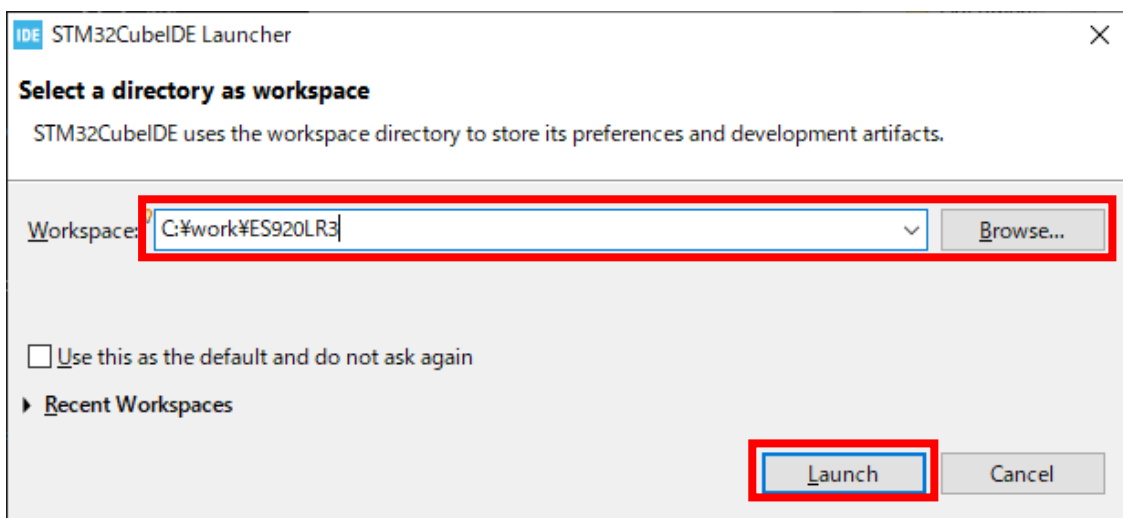 IDE STM32CubeIDE Launcher
Select a directory as workspace
STM32CubeIDE uses the workspace directory to store its preferences and development artifacts.
Workspace: C:¥work¥ES920LR3 Browse...
Use this as the default and do not ask again
Recent Workspaces
Launch Cancel